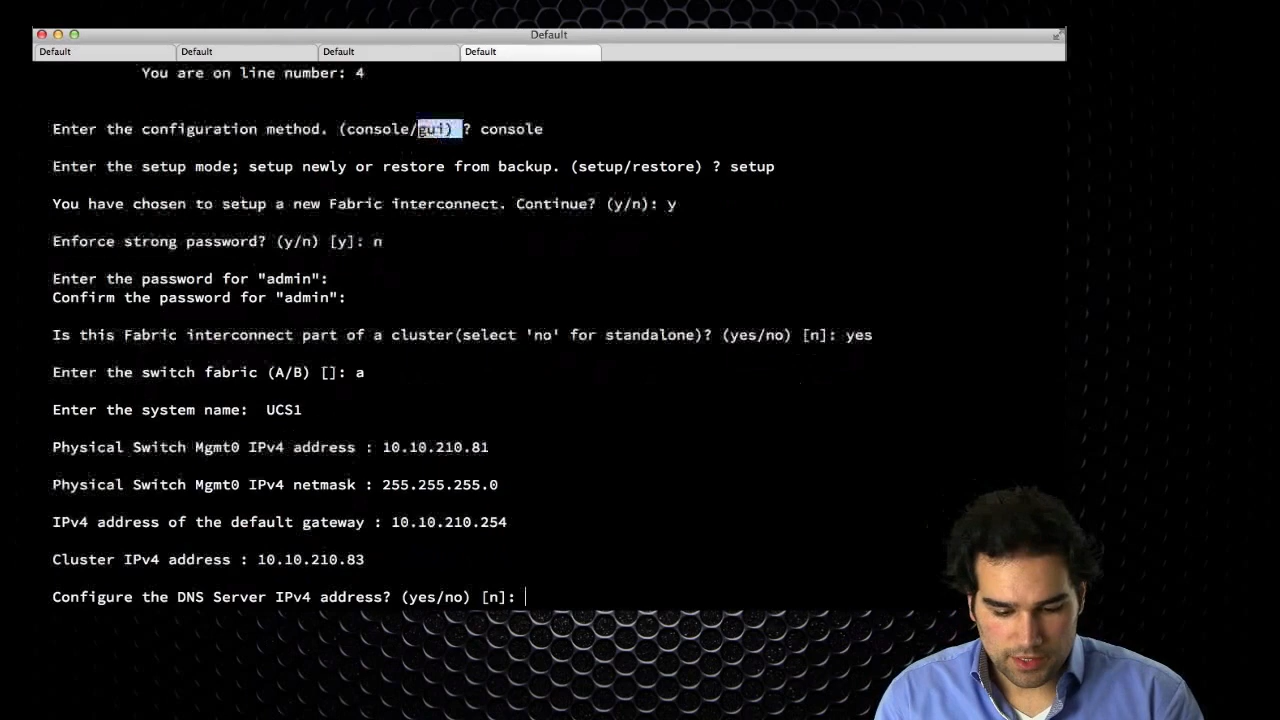 Default
Default
Default
Default
Default
You are on line number: 4
Enter the configuration method. (console/gui) ? console
Enter the setup mode; setup newly or restore from backup. (setup/restore) ? setup
You have chosen to setup a new Fabric interconnect. Continue? (y/n): y
Enforce strong password? (y/n) [y]: n
Enter the password for "admin":
Confirm the password for "admin":
Is this Fabric interconnect part of a cluster(select 'no' for standalone)? (yes/no) [n]: yes
Enter the switch fabric (A/B) []: a
Enter the system name:  UCS1
Physical Switch Mgmt0 IPv4 address : 10.10.210.81
Physical Switch Mgmt0 IPv4 netmask : 255.255.255.0
IPv4 address of the default gateway : 10.10.210.254
Cluster IPv4 address : 10.10.210.83
Configure the DNS Server IPv4 address? (yes/no) [n]: